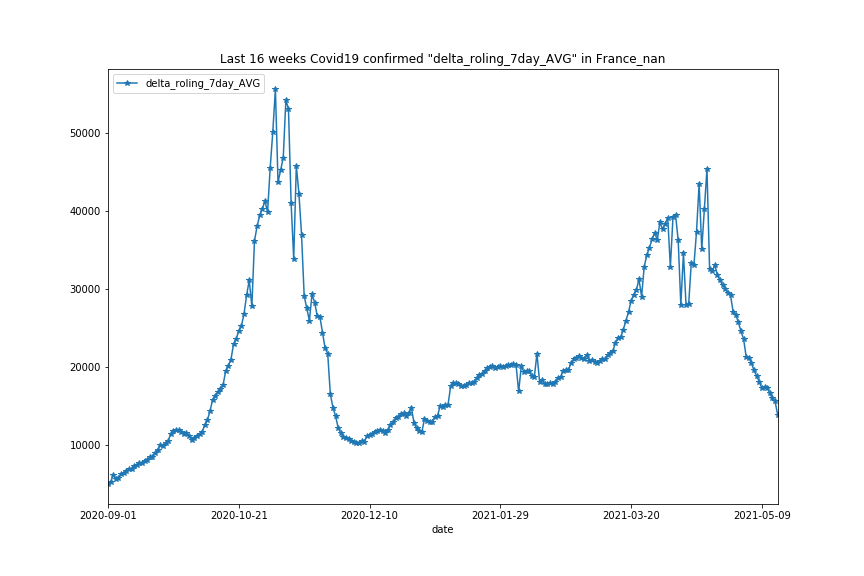 Last 16 weeks Covid19 confirmed "delta_roling_7day_AVG" in France_nan
delta_roling_7day_AVG
50000
40000
30000
20000
10000
2020-09-01 2020-10-21 2020-12-10 2021-01-29 2021-03-20 2021-05-09
date